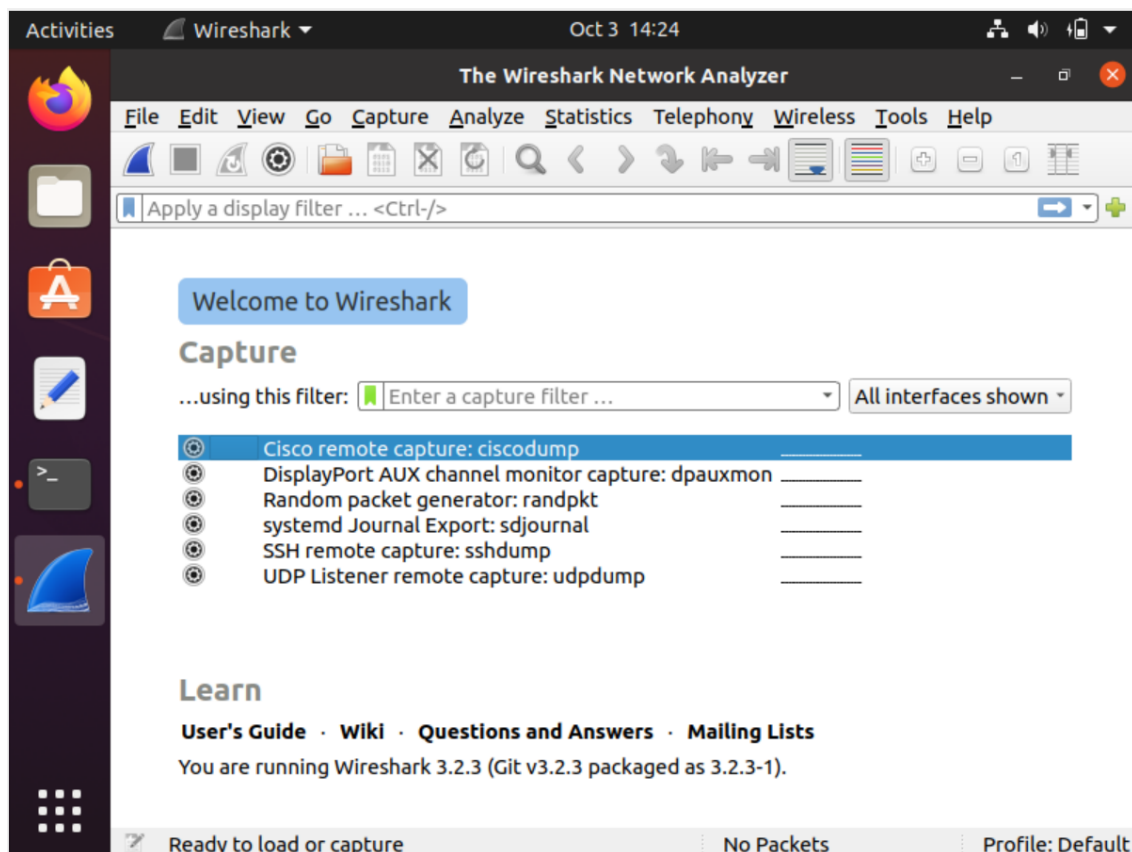 Activities Wireshark Oct 3 14:24
The Wireshark Network Analyzer
File Edit View Go Capture Analyze Statistics Telephony Wireless Tools Help
Apply a display filter … <Ctrl-/>
Welcome to Wireshark
Capture
…using this filter: Enter a capture filter … All interfaces shown
Cisco remote capture: ciscodump
DisplayPort AUX channel monitor capture: dpauxmon
Random packet generator: randpkt
systemd Journal Export: sdjournal
SSH remote capture: sshdump
UDP Listener remote capture: udpdump
Learn
User's Guide · Wiki · Questions and Answers · Mailing Lists
You are running Wireshark 3.2.3 (Git v3.2.3 packaged as 3.2.3-1).
Ready to load or capture No Packets Profile: Default